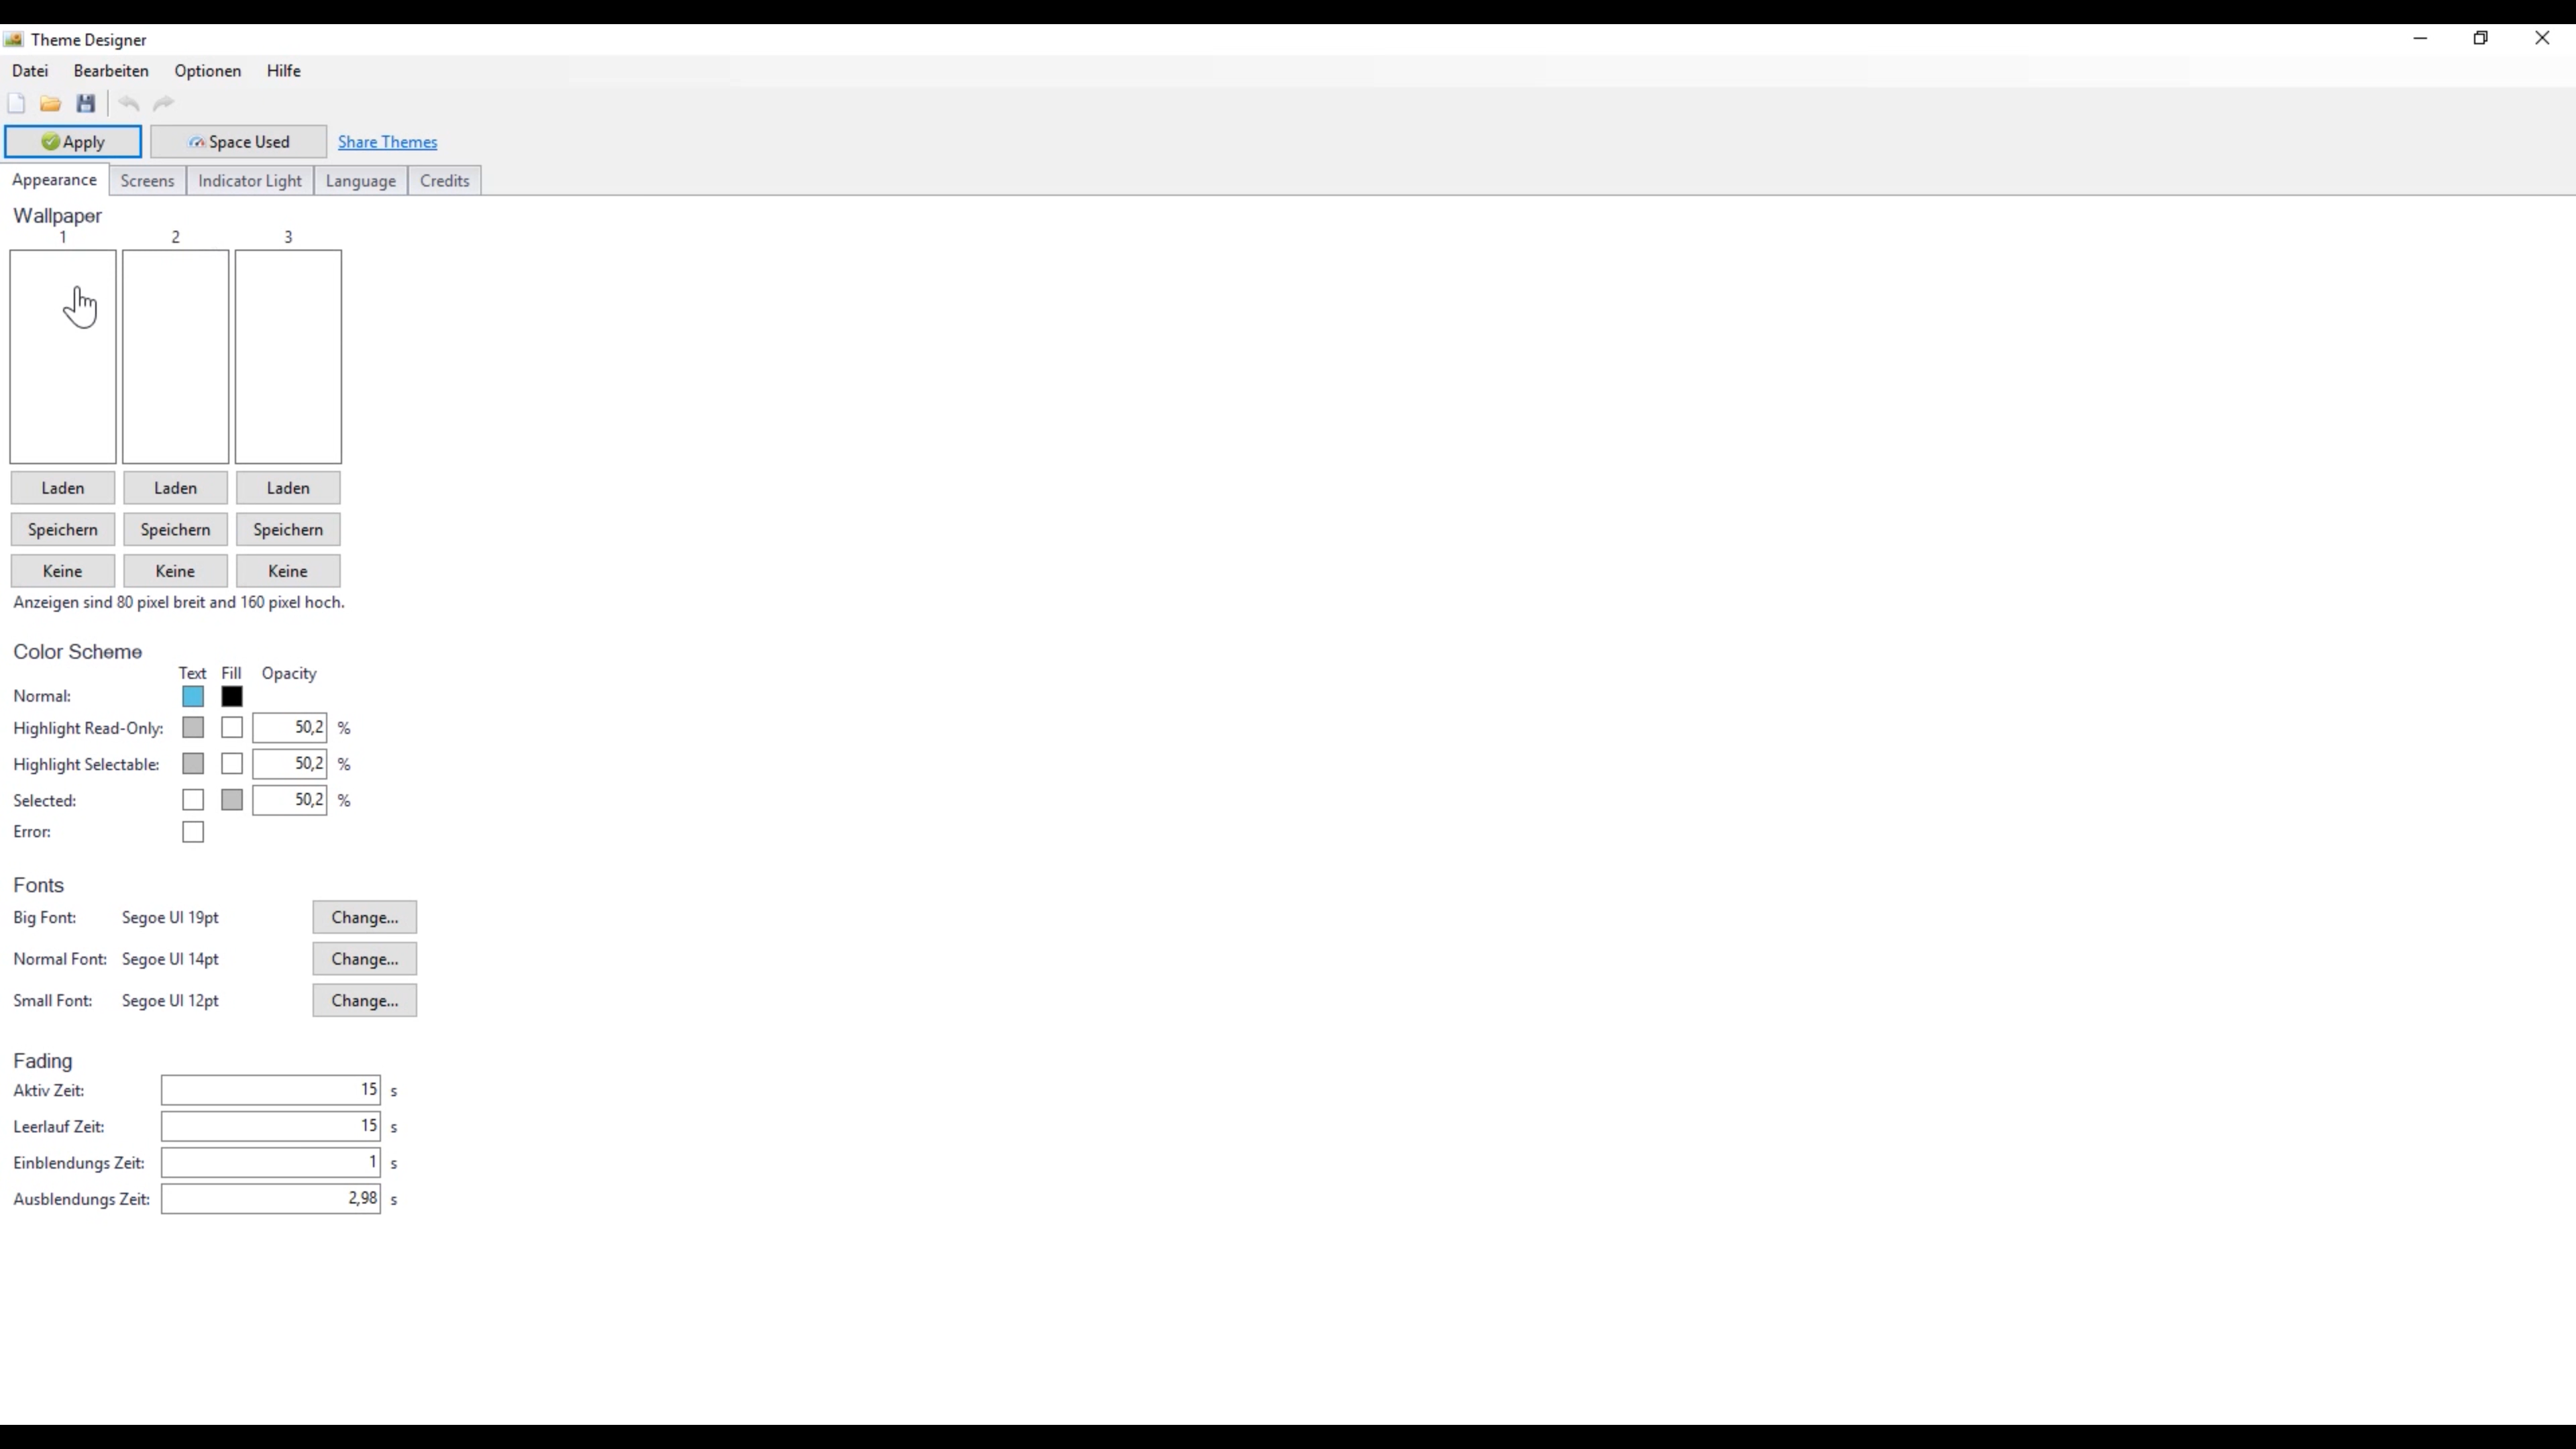 Theme Designer
Datei Bearbeiten Optionen Hilfe
Apply Space Used Share Themes
Appearance Screens Indicator Light Language Credits
Wallpaper
1 2 3
Laden Laden Laden
Speichern Speichern Speichern
Keine Keine Keine
Anzeigen sind 80 pixel breit and 160 pixel hoch.
Color Scheme
Text Fill Opacity
Normal:
Highlight Read-Only: 50,2 %
Highlight Selectable: 50,2 %
Selected: 50,2 %
Error:
Fonts
Big Font: Segoe UI 19pt Change...
Normal Font: Segoe UI 14pt Change...
Small Font: Segoe UI 12pt Change...
Fading
Aktiv Zeit: 15 s
Leerlauf Zeit: 15 s
Einblendungs Zeit: 1 s
Ausblendungs Zeit: 2,98 s